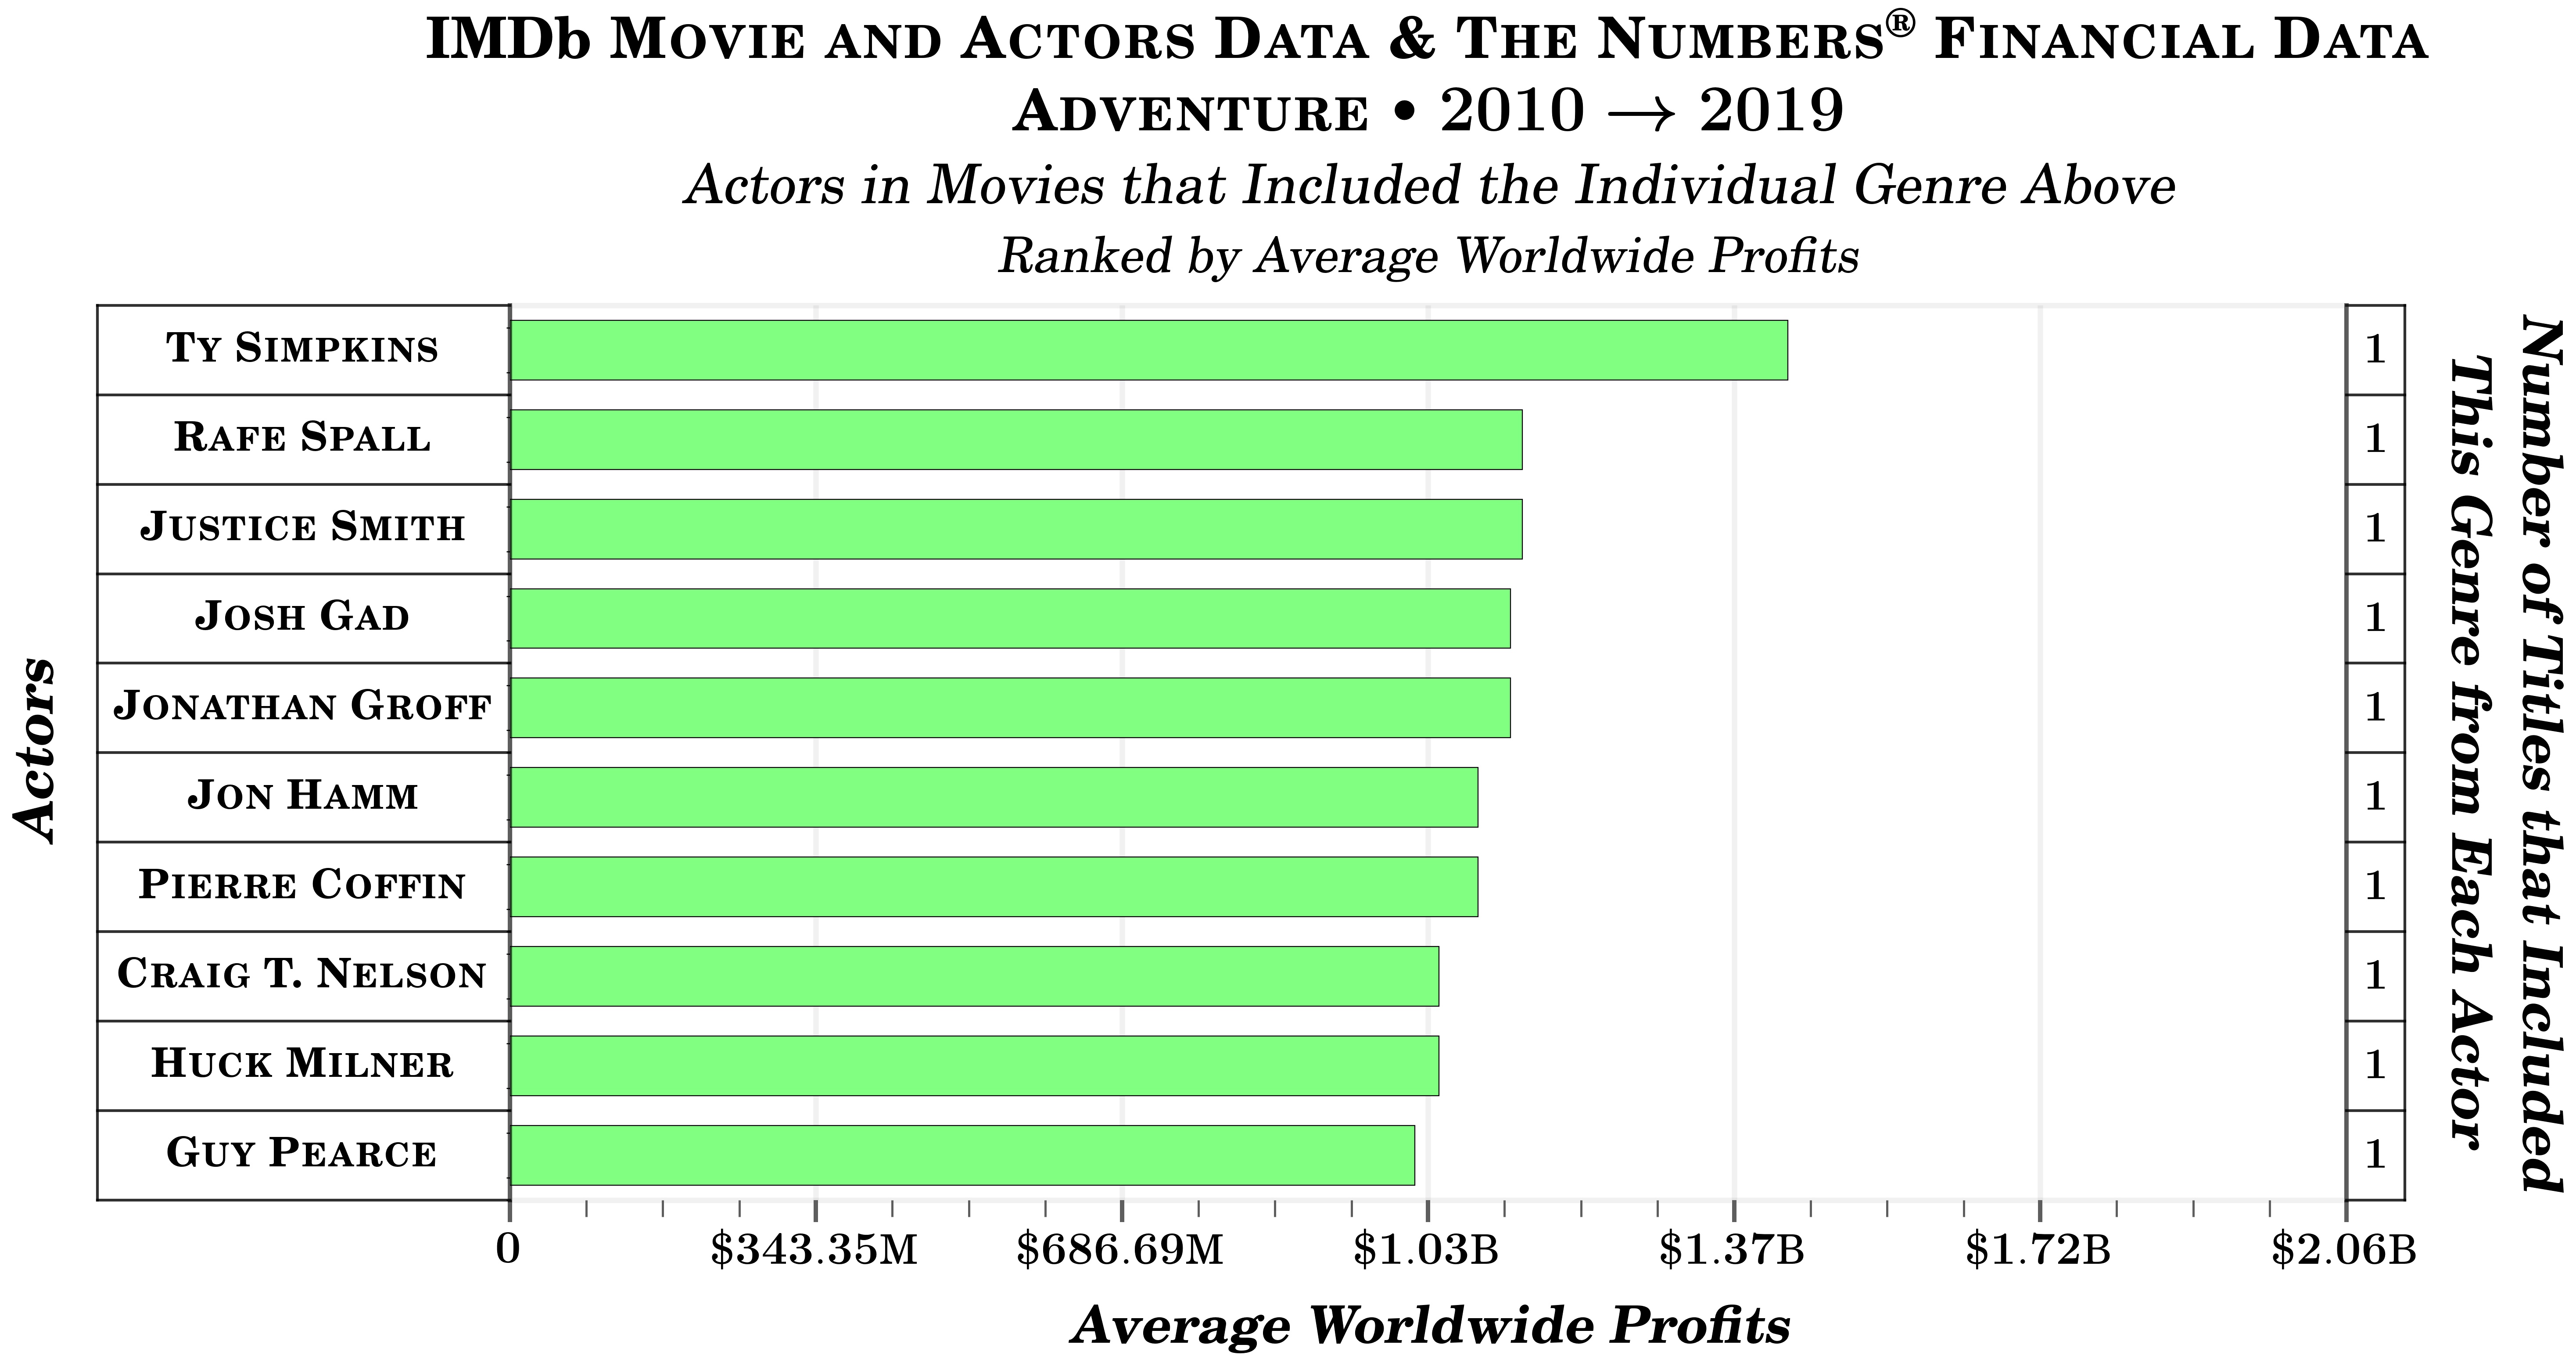 IMDb Movie and Actors Data & The Numbers® Financial Data
Adventure • 2010 → 2019
Actors in Movies that Included the Individual Genre Above
Ranked by Average Worldwide Profits
Actors
Ty Simpkins 1
Rafe Spall 1
Justice Smith 1
Josh Gad 1
Jonathan Groff 1
Jon Hamm 1
Pierre Coffin 1
Craig T. Nelson 1
Huck Milner 1
Guy Pearce 1
Number of Titles that Included
This Genre from Each Actor
0 $343.35M $686.69M $1.03B $1.37B $1.72B $2.06B
Average Worldwide Profits